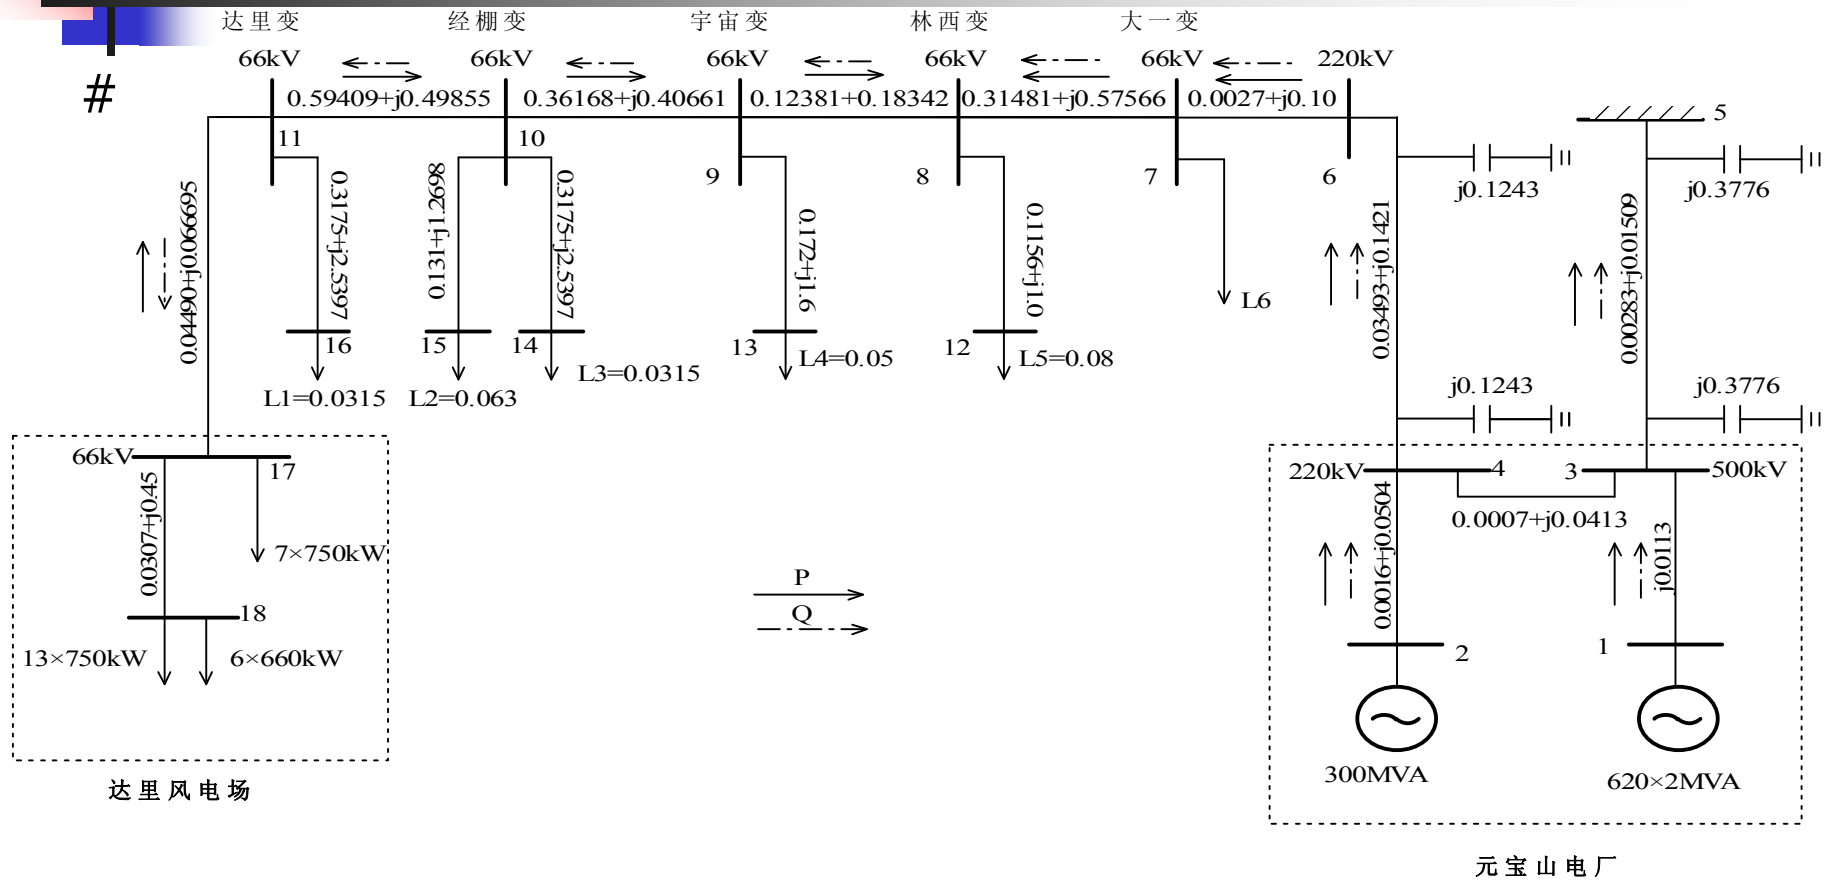 达里变 经棚变 宇宙变 林西变 大一变
66kV 66kV 66kV 66kV 66kV 220kV
#
0.59409+j0.49855 0.36168+j0.40661 0.12381+0.18342 0.31481+j0.57566 0.0027+j0.10
11 10 9 8 7 6 5
j0.1243 j0.3776
0.04490+j0.06695
0.3175+j2.5397
0.131+j1.2698
0.3175+j2.5397
0.172+j1.6
0.1156+j1.0
L6
0.03493+j0.1421
0.00283+j0.01509
16 15 14 13 12
L1=0.0315 L2=0.063 L3=0.0315 L4=0.05 L5=0.08
j0.1243 j0.3776
66kV 17
220kV 4 3 500kV
0.0307+j0.45
7×750kW
0.0007+j0.0413
0.0016+j0.0504
j0.0113
P
Q
18
13×750kW 6×660kW
2 1
300MVA 620×2MVA
达里风电场
元宝山电厂